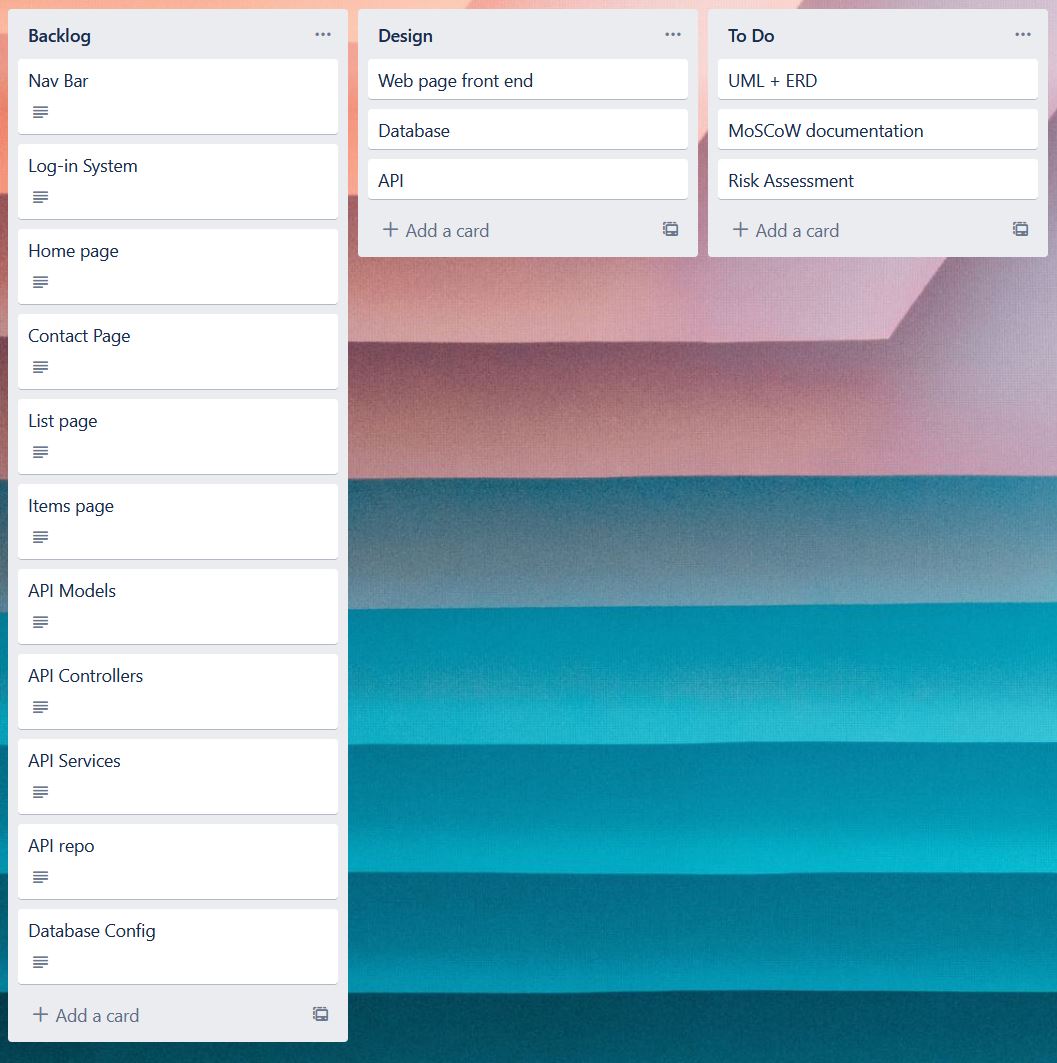 Backlog
Nav Bar
Log-in System
Home page
Contact Page
List page
Items page
API Models
API Controllers
API Services
API repo
Database Config
Add a card
Design
Web page front end
Database
API
Add a card
To Do
UML + ERD
MoSCoW documentation
Risk Assessment
Add a card